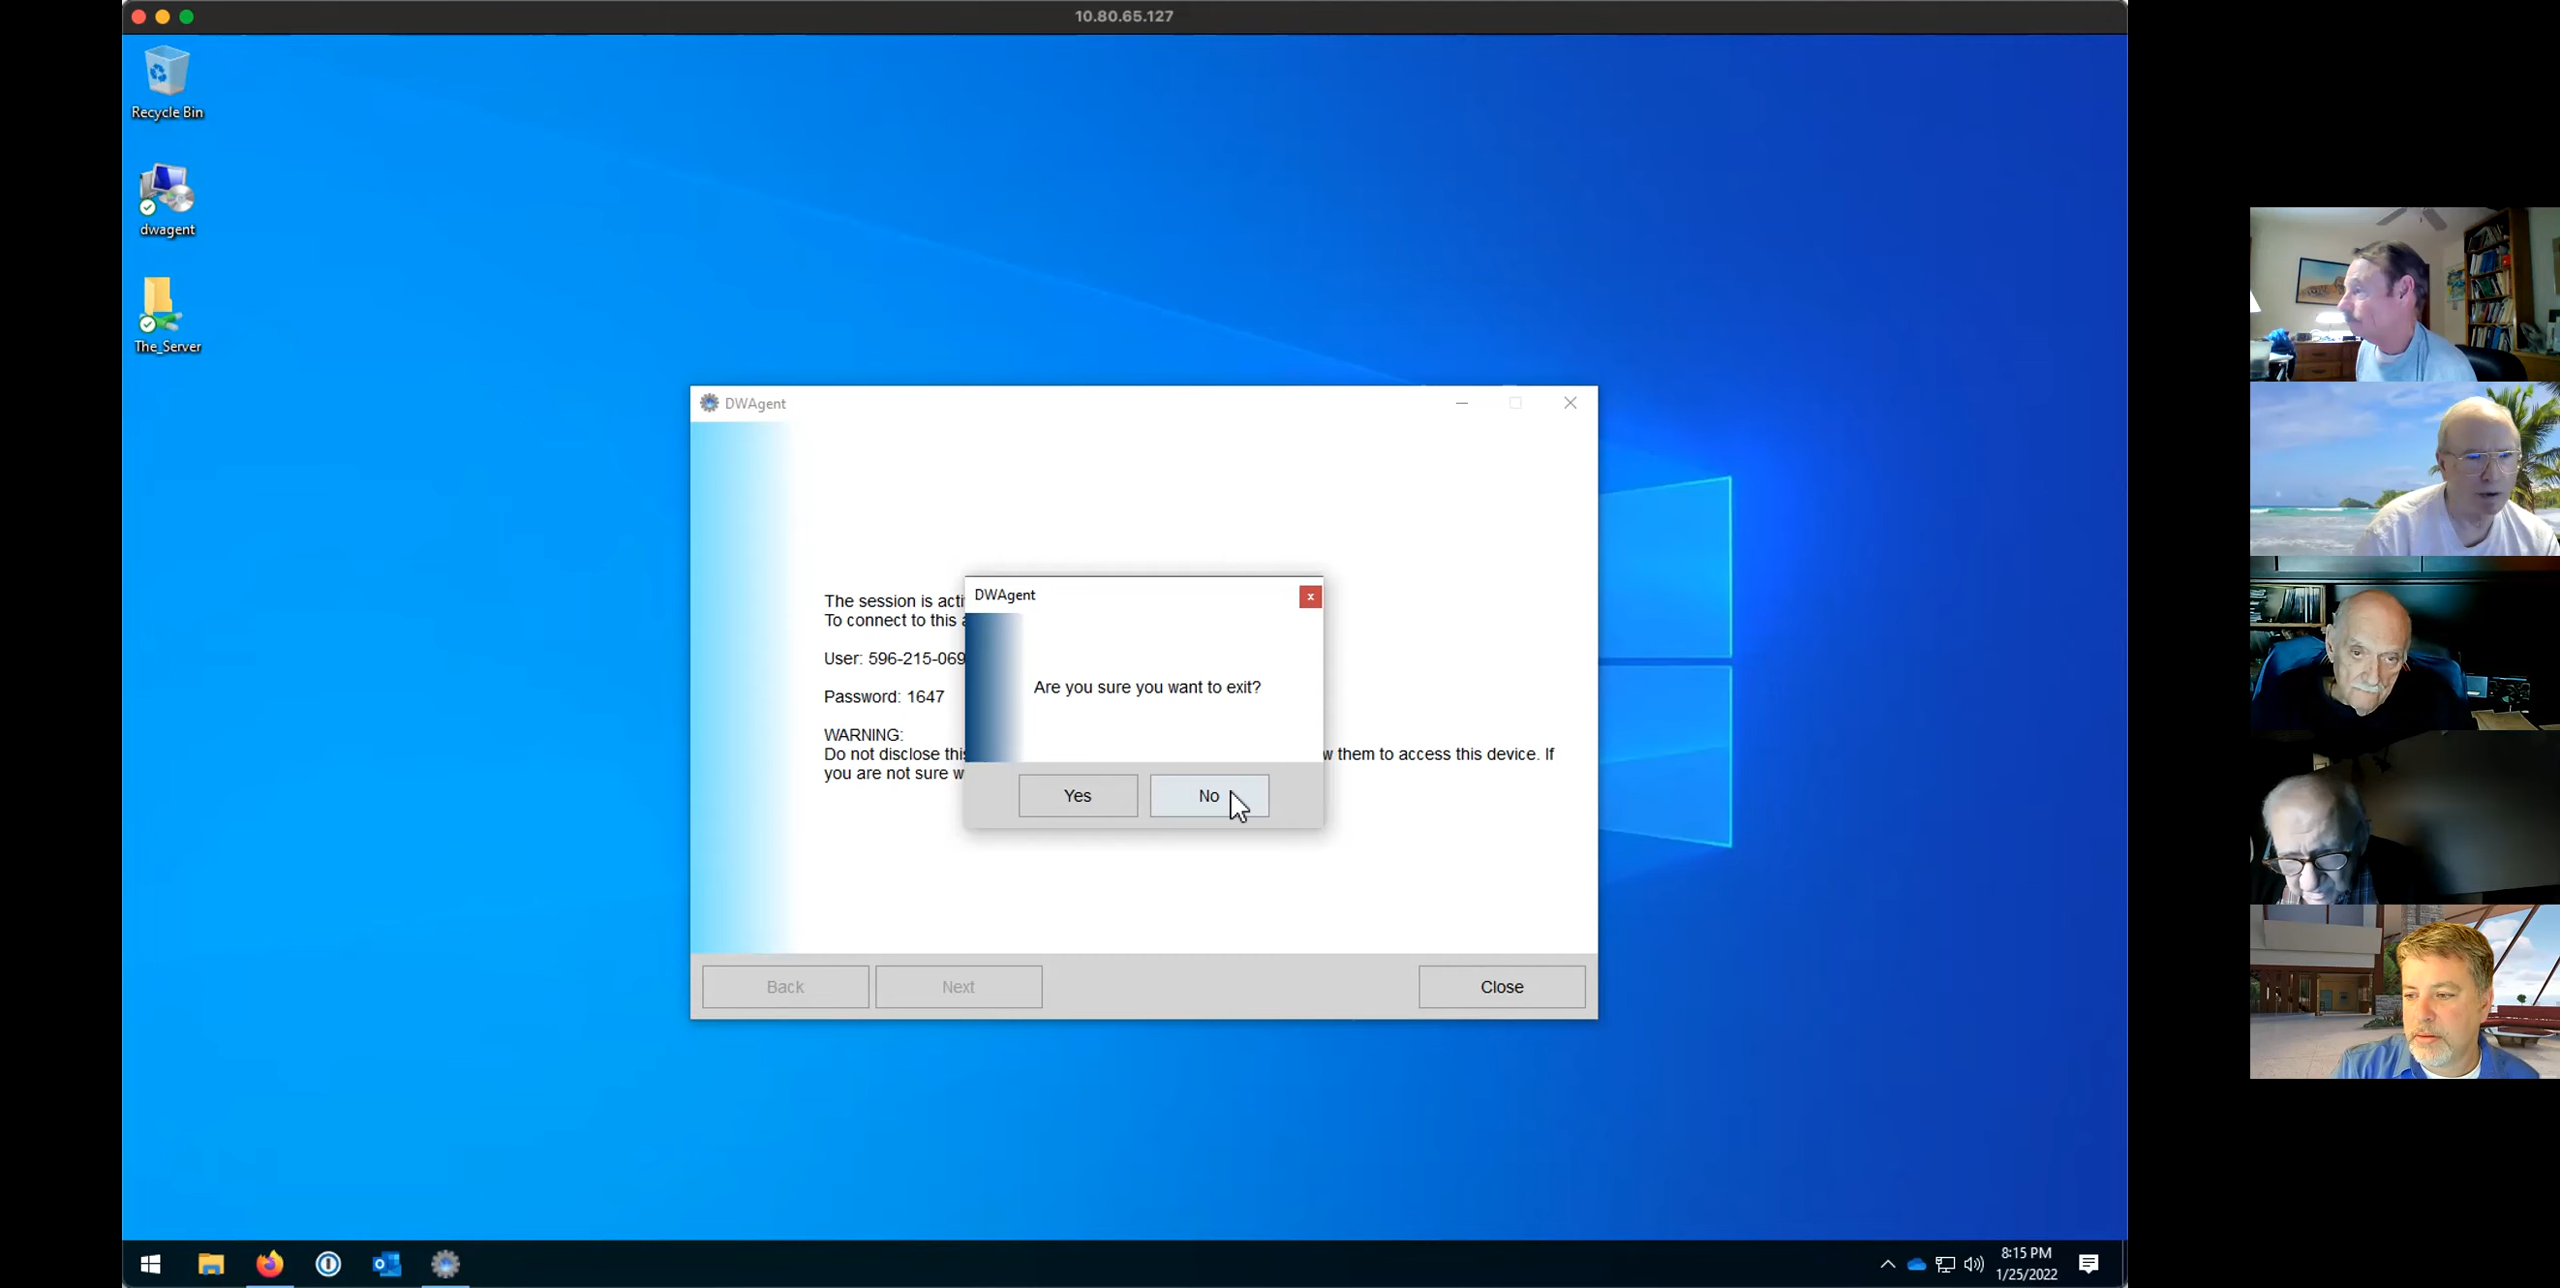 10.80.65.127
Recycle Bin
dwagent
The_Server
DWAgent
The session is acti
To connect to this a
User: 596-215-069
Password: 1647
WARNING:
Do not disclose this
w them to access this device. If
you are not sure w
DWAgent
x
Are you sure you want to exit?
Yes
No
Back
Next
Close
8:15 PM
1/25/2022